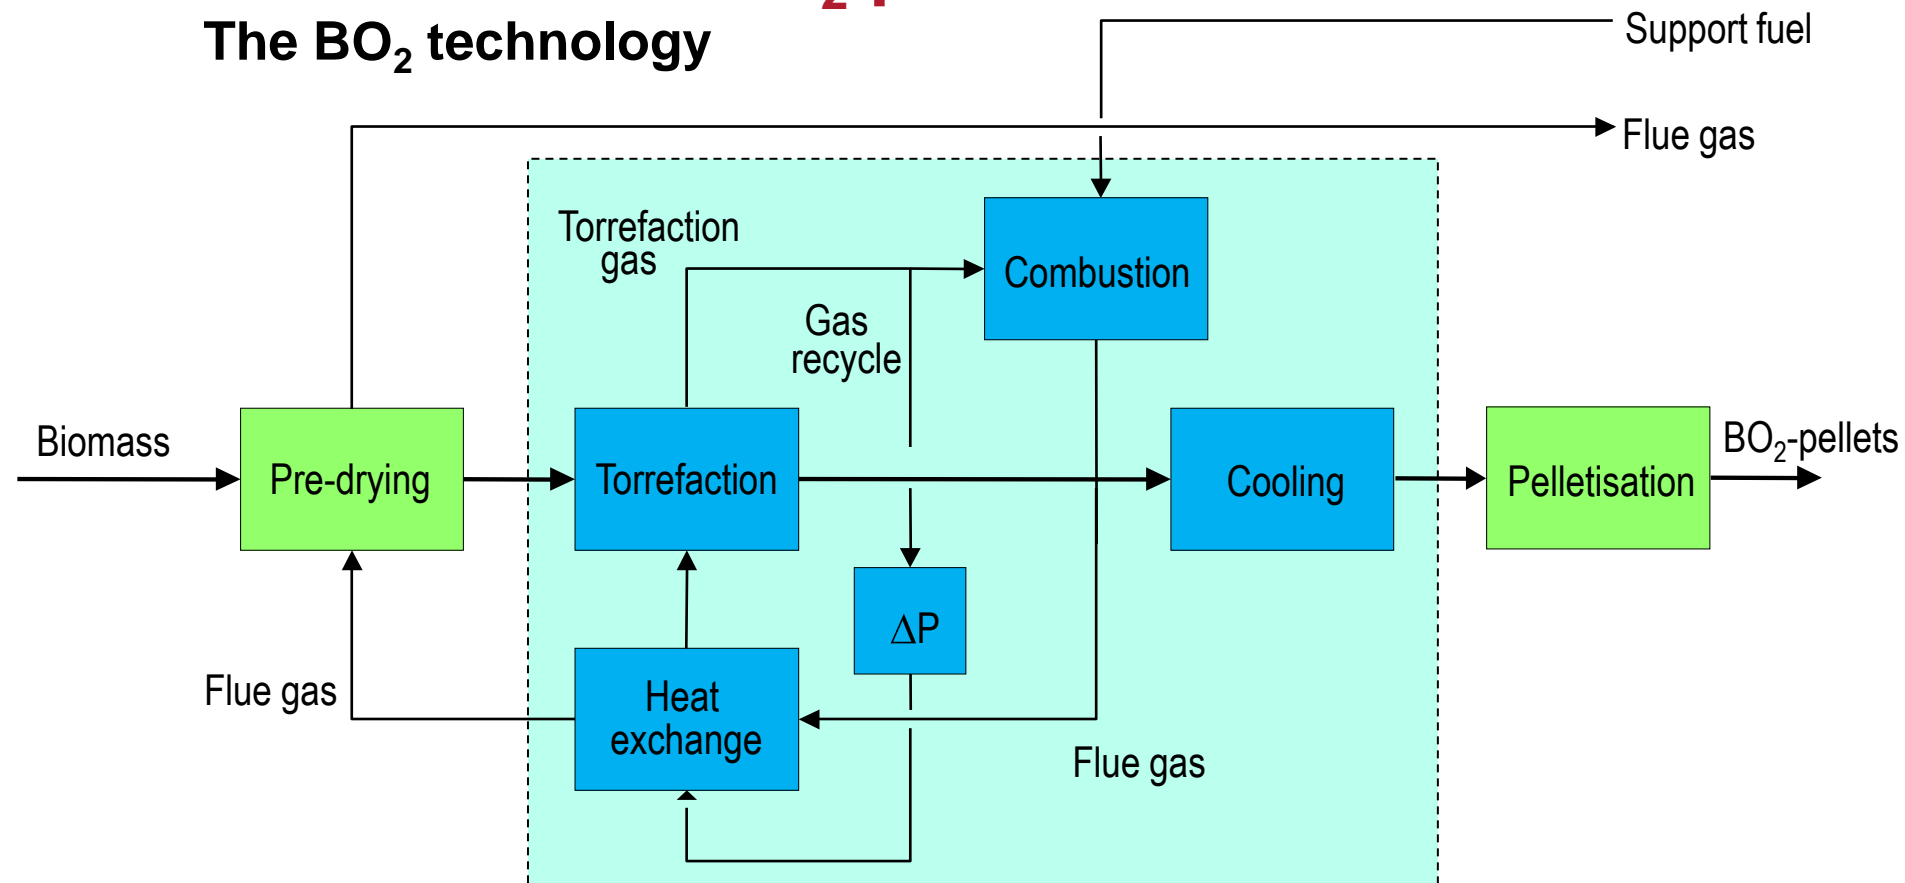 The BO₂ technology
Support fuel
Flue gas
Torrefaction
gas
Combustion
Gas
recycle
Biomass
Pre-drying
Torrefaction
Cooling
Pelletisation
BO₂-pellets
ΔP
Flue gas
Heat
exchange
Flue gas